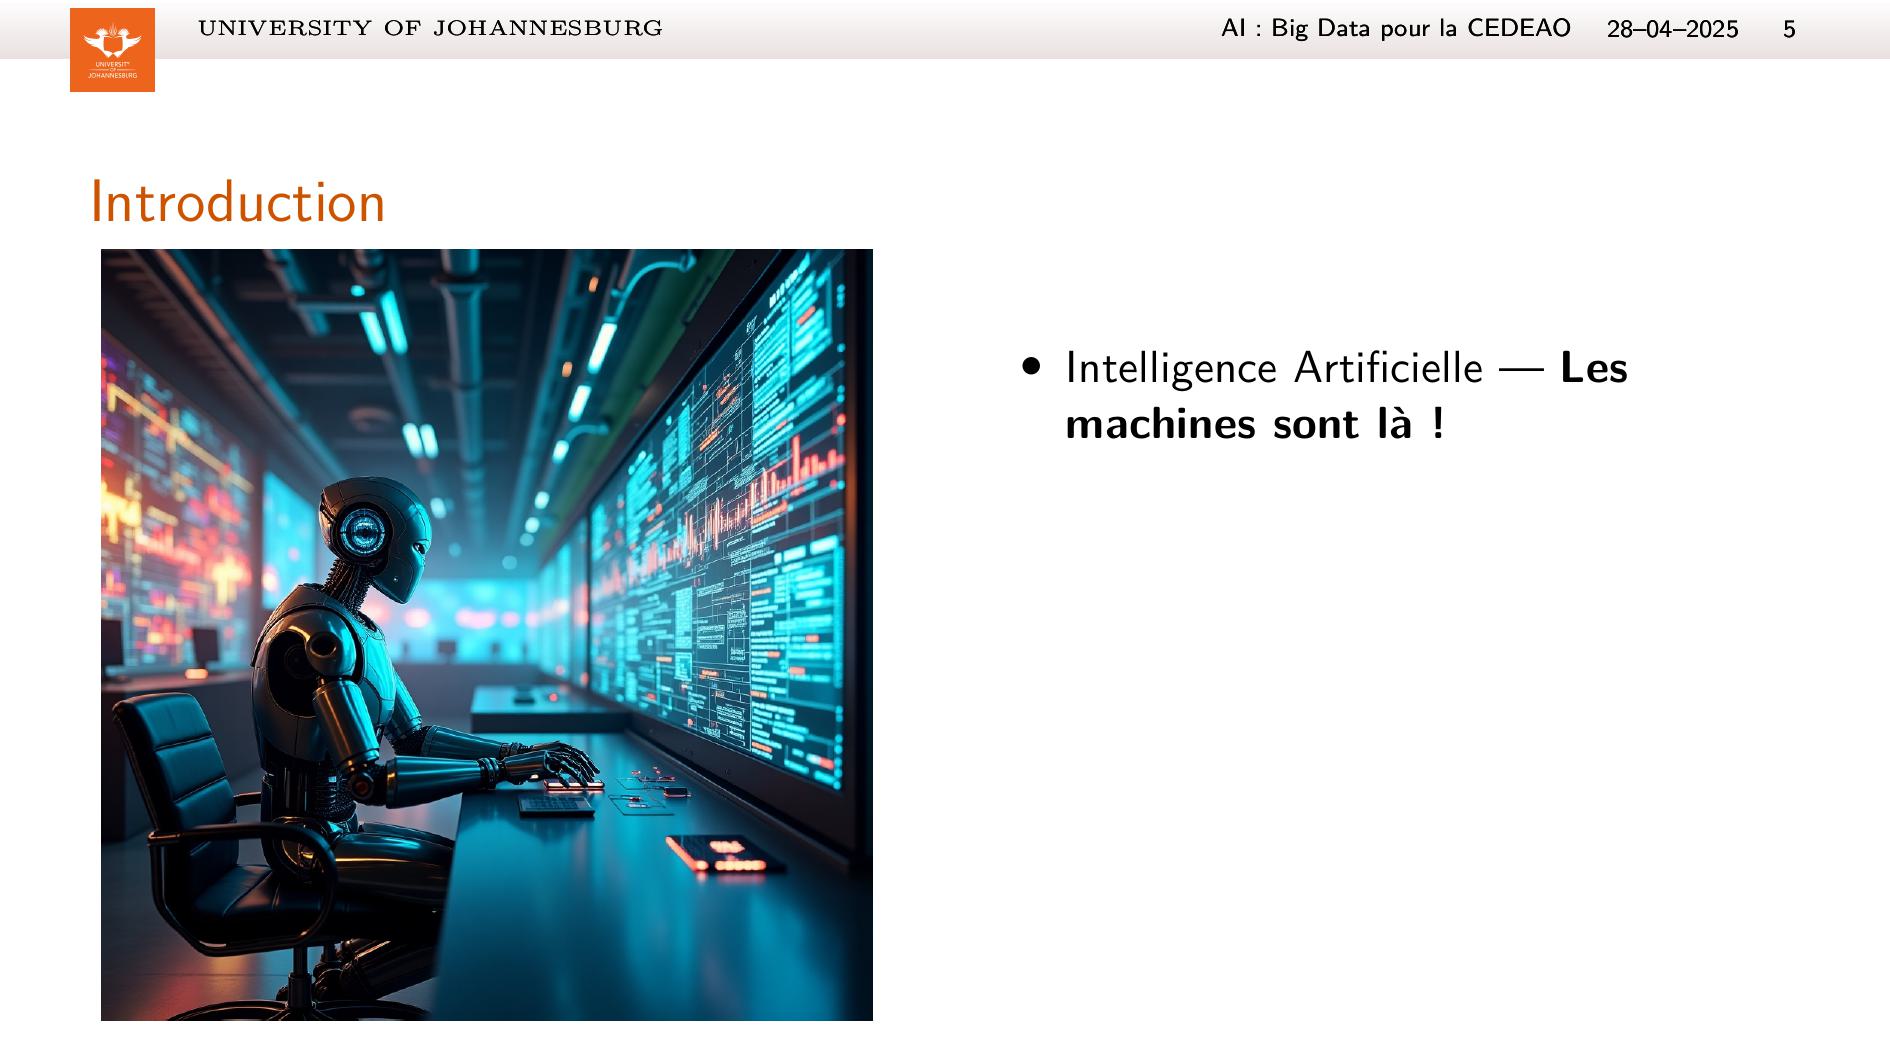 UNIVERSITY OF JOHANNESBURG
AI : Big Data pour la CEDEAO 28–04–2025 5
UNIVERSITY
OF
JOHANNESBURG
Introduction
• Intelligence Artificielle — Les
machines sont là !